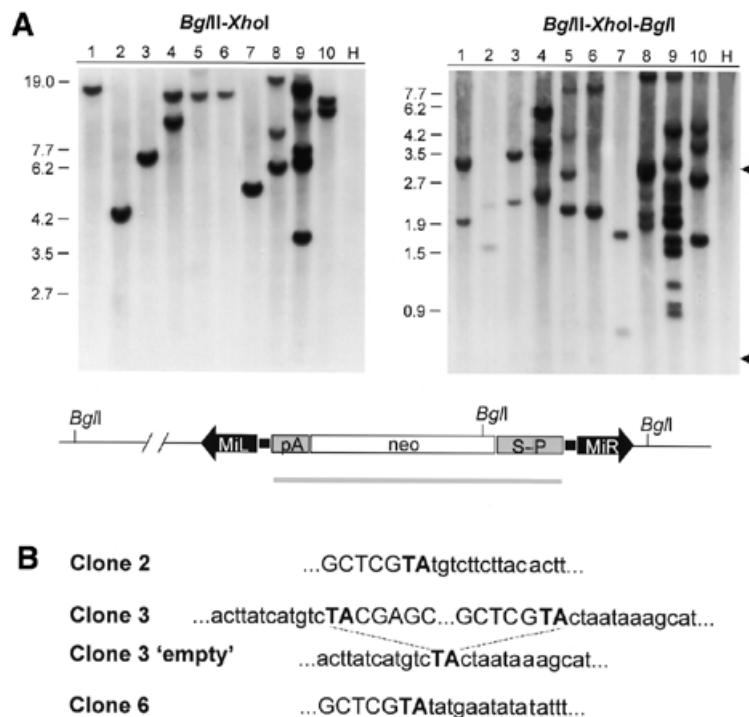 A
BglII-XhoI
1 2 3 4 5 6 7 8 9 10 H
19.0
7.7
6.2
4.2
3.5
2.7
BglII-XhoI-BglI
1 2 3 4 5 6 7 8 9 10 H
7.7
6.2
4.2
3.5
2.7
1.9
1.5
0.9
BglI
MiL
pA
neo
BglI
S-P
MiR
BglI
B
Clone 2 ...GCTCGTAtgtcttcttacactt...
Clone 3 ...acttatcatgtcTACGAGC...GCTCGTActaataaagcat...
Clone 3 'empty' ...acttatcatgtcTActaataaagcat...
Clone 6 ...GCTCGTAtatgaatatatattt...